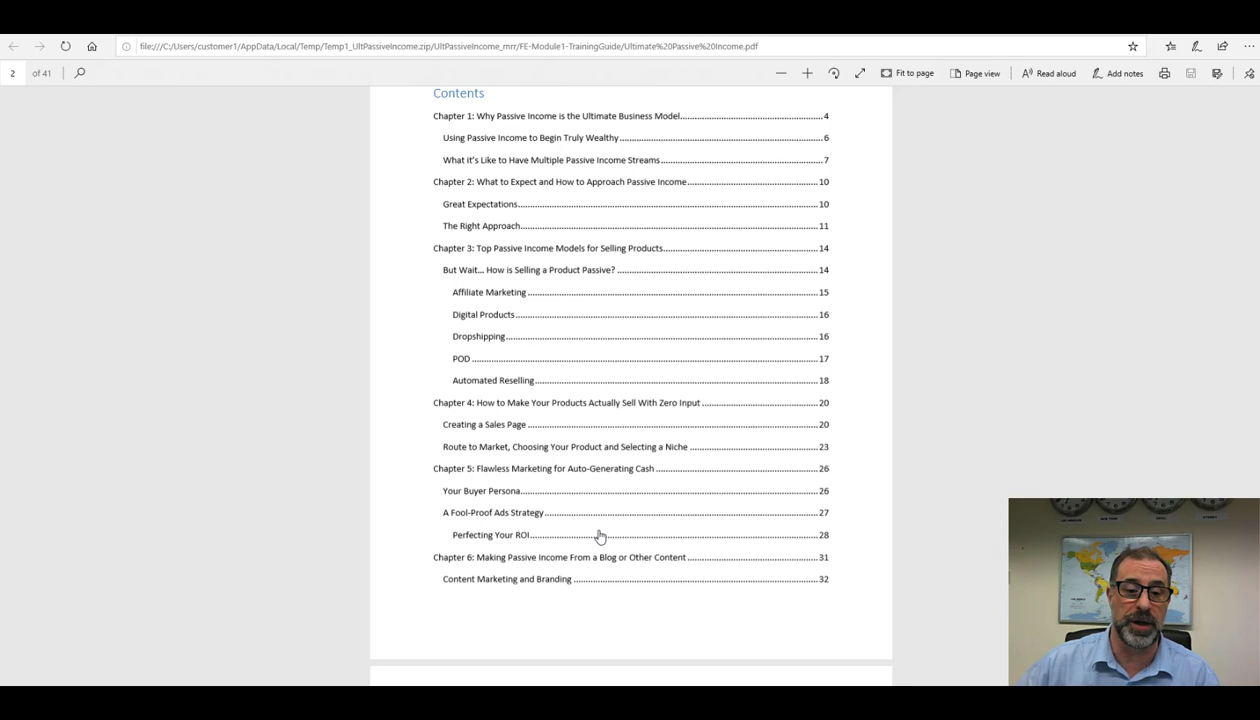 file:///C:/Users/customer1/AppData/Local/Temp/Temp1_UltPassiveIncome.zip/UltPassiveIncome_mrr/FE-Module1-TrainingGuide/Ultimate%20Passive%20Income.pdf
2 of 41 Fit to page Page view Read aloud Add notes
Contents
Chapter 1: Why Passive Income is the Ultimate Business Model 4
Using Passive Income to Begin Truly Wealthy 6
What it's Like to Have Multiple Passive Income Streams 7
Chapter 2: What to Expect and How to Approach Passive Income 10
Great Expectations 10
The Right Approach 11
Chapter 3: Top Passive Income Models for Selling Products 14
But Wait... How is Selling a Product Passive? 14
Affiliate Marketing 15
Digital Products 16
Dropshipping 16
POD 17
Automated Reselling 18
Chapter 4: How to Make Your Products Actually Sell With Zero Input 20
Creating a Sales Page 20
Route to Market, Choosing Your Product and Selecting a Niche 23
Chapter 5: Flawless Marketing for Auto-Generating Cash 26
Your Buyer Persona 26
A Fool-Proof Ads Strategy 27
Perfecting Your ROI 28
Chapter 6: Making Passive Income From a Blog or Other Content 31
Content Marketing and Branding 32